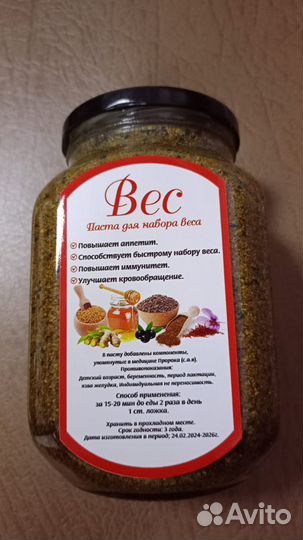 Вес
Паста для набора веса
Повышает аппетит.
Способствует быстрому набору веса.
Повышает иммунитет.
Улучшает кровообращение.
В пасту добавлены компоненты,
упомянутые в медицине Пророка (с.а.в).
Противопоказания:
Детский возраст, беременность, период лактации,
язва желудка, Индивидуальная не переносимость.
Способ применения:
за 15-20 мин до еды 2 раза в день
1 ст. ложка.
Хранить в прохладном месте.
Срок годности: 3 года.
Дата изготовления в период; 24.02.2024-2026г.
Avito